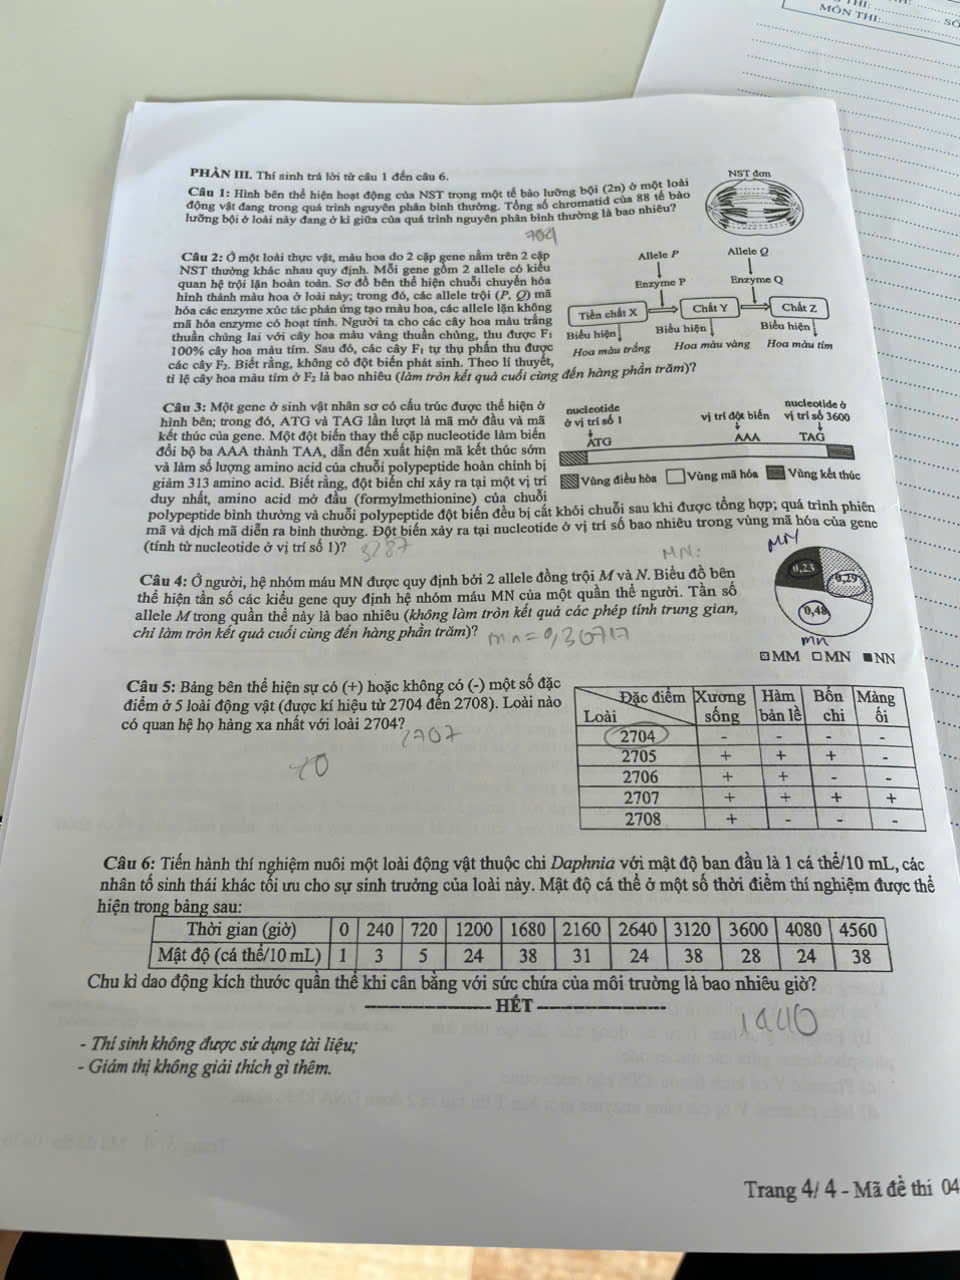 MÔN THI:
PHẦN III. Thí sinh trả lời từ câu 1 đến câu 6.
Câu 1: Hình bên thể hiện hoạt động của NST trong một tế bào lưỡng bội (2n) ở một loài
động vật đang trong quá trình nguyên phân bình thường. Tổng số chromatid của 88 tế bào
lưỡng bội ở loài này đang ở kì giữa của quá trình nguyên phân bình thường là bao nhiêu?
NST đơn
704
Câu 2: Ở một loài thực vật, màu hoa do 2 cặp gene nằm trên 2 cặp
NST thường khác nhau quy định. Mỗi gene gồm 2 allele có kiểu
quan hệ trội lặn hoàn toàn. Sơ đồ bên thể hiện chuỗi chuyển hóa
hình thành màu hoa ở loài này; trong đó, các allele trội (P, Q) mã
hóa các enzyme xúc tác phản ứng tạo màu hoa, các allele lặn không
mã hóa enzyme có hoạt tính. Người ta cho các cây hoa màu trắng
thuần chủng lai với cây hoa màu vàng thuần chủng, thu được F1
100% cây hoa màu tím. Sau đó, các cây F1 tự thụ phấn thu được
các cây F2. Biết rằng, không có đột biến phát sinh. Theo lí thuyết,
tỉ lệ cây hoa màu tím ở F2 là bao nhiêu (làm tròn kết quả cuối cùng đến hàng phần trăm)?
Allele P Allele Q
Enzyme P Enzyme Q
Tiền chất X Chất Y Chất Z
Biểu hiện Biểu hiện Biểu hiện
Hoa màu trắng Hoa màu vàng Hoa màu tím
Câu 3: Một gene ở sinh vật nhân sơ có cấu trúc được thể hiện ở
hình bên; trong đó, ATG và TAG lần lượt là mã mở đầu và mã
kết thúc của gene. Một đột biến thay thế cặp nucleotide làm biến
đổi bộ ba AAA thành TAA, dẫn đến xuất hiện mã kết thúc sớm
và làm số lượng amino acid của chuỗi polypeptide hoàn chỉnh bị
giảm 313 amino acid. Biết rằng, đột biến chỉ xảy ra tại một vị trí
duy nhất, amino acid mở đầu (formylmethionine) của chuỗi
polypeptide bình thường và chuỗi polypeptide đột biến đều bị cắt khỏi chuỗi sau khi được tổng hợp; quá trình phiên
mã và dịch mã diễn ra bình thường. Đột biến xảy ra tại nucleotide ở vị trí số bao nhiêu trong vùng mã hóa của gene
(tính từ nucleotide ở vị trí số 1)?
nucleotide
ở vị trí số 1
vị trí đột biến
nucleotide ở
vị trí số 3600
ATG AAA TAG
Vùng điều hòa Vùng mã hóa Vùng kết thúc
3287
MN:
MN
Câu 4: Ở người, hệ nhóm máu MN được quy định bởi 2 allele đồng trội M và N. Biểu đồ bên
thể hiện tần số các kiểu gene quy định hệ nhóm máu MN của một quần thể người. Tần số
allele M trong quần thể này là bao nhiêu (không làm tròn kết quả các phép tính trung gian,
chỉ làm tròn kết quả cuối cùng đến hàng phần trăm)?
0,23
0,29
0,48
mn
MM MN NN
Câu 5: Bảng bên thể hiện sự có (+) hoặc không có (-) một số đặc
điểm ở 5 loài động vật (được kí hiệu từ 2704 đến 2708). Loài nào
có quan hệ họ hàng xa nhất với loài 2704?
2707
Đặc điểm Xương Hàm Bốn Màng
Loài sống bản lề chi ối
2704 - - - -
2705 + + + -
2706 + + - -
2707 + + + +
2708 + - - -
Câu 6: Tiến hành thí nghiệm nuôi một loài động vật thuộc chi Daphnia với mật độ ban đầu là 1 cá thể/10 mL, các
nhân tố sinh thái khác tối ưu cho sự sinh trưởng của loài này. Mật độ cá thể ở một số thời điểm thí nghiệm được thể
hiện trong bảng sau:
Thời gian (giờ) 0 240 720 1200 1680 2160 2640 3120 3600 4080 4560
Mật độ (cá thể/10 mL) 1 3 5 24 38 31 24 38 28 24 38
Chu kì dao động kích thước quần thể khi cân bằng với sức chứa của môi trường là bao nhiêu giờ?
HẾT
1440
- Thí sinh không được sử dụng tài liệu;
- Giám thị không giải thích gì thêm.
Trang 4/ 4 - Mã đề thi 04